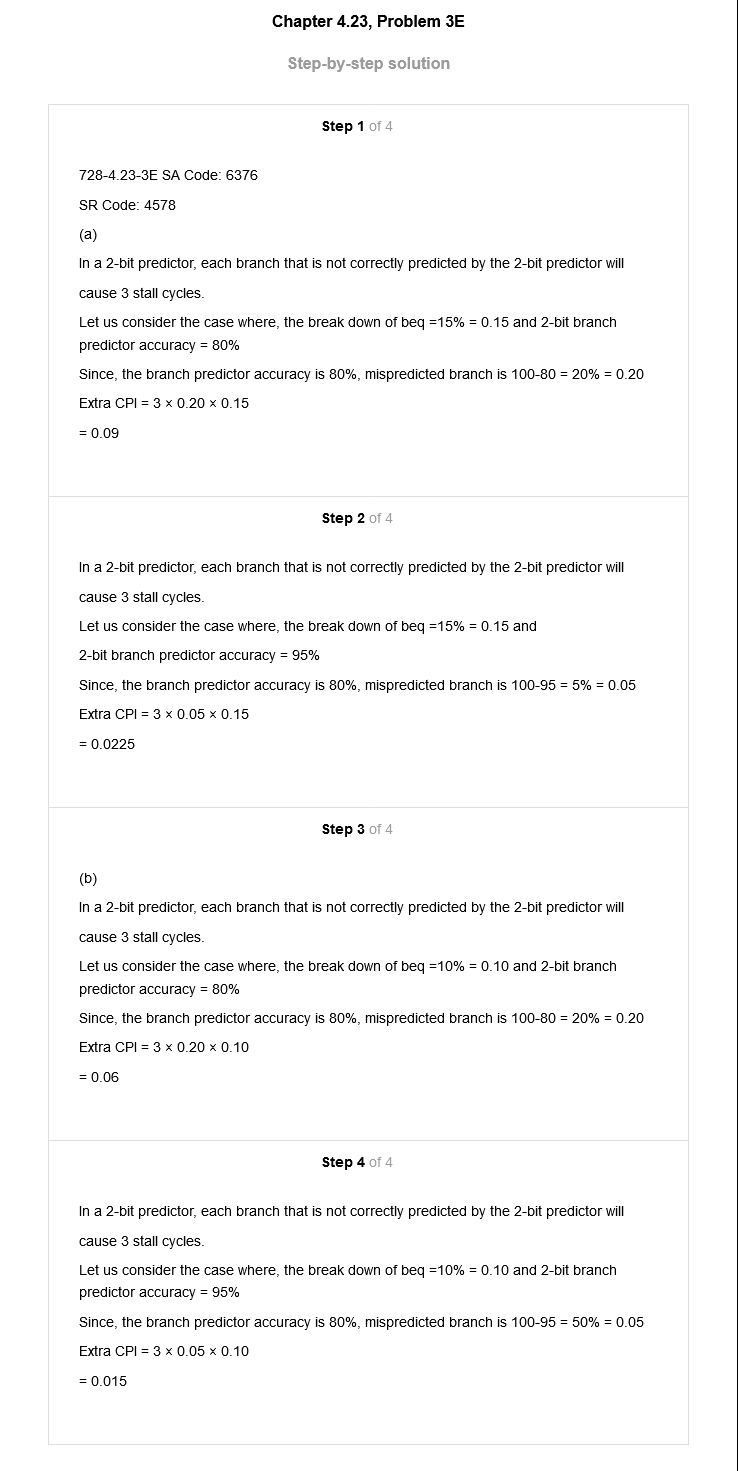 Chapter 4.23, Problem 3E
Step-by-step solution
Step 1 of 4
728-4.23-3E SA Code: 6376
SR Code: 4578
(a)
In a 2-bit predictor, each branch that is not correctly predicted by the 2-bit predictor will
cause 3 stall cycles.
Let us consider the case where, the break down of beq =15% = 0.15 and 2-bit branch
predictor accuracy = 80%
Since, the branch predictor accuracy is 80%, mispredicted branch is 100-80 = 20% = 0.20
Extra CPI = 3 × 0.20 × 0.15
= 0.09
Step 2 of 4
In a 2-bit predictor, each branch that is not correctly predicted by the 2-bit predictor will
cause 3 stall cycles.
Let us consider the case where, the break down of beq =15% = 0.15 and
2-bit branch predictor accuracy = 95%
Since, the branch predictor accuracy is 80%, mispredicted branch is 100-95 = 5% = 0.05
Extra CPI = 3 × 0.05 × 0.15
= 0.0225
Step 3 of 4
(b)
In a 2-bit predictor, each branch that is not correctly predicted by the 2-bit predictor will
cause 3 stall cycles.
Let us consider the case where, the break down of beq =10% = 0.10 and 2-bit branch
predictor accuracy = 80%
Since, the branch predictor accuracy is 80%, mispredicted branch is 100-80 = 20% = 0.20
Extra CPI = 3 × 0.20 × 0.10
= 0.06
Step 4 of 4
In a 2-bit predictor, each branch that is not correctly predicted by the 2-bit predictor will
cause 3 stall cycles.
Let us consider the case where, the break down of beq =10% = 0.10 and 2-bit branch
predictor accuracy = 95%
Since, the branch predictor accuracy is 80%, mispredicted branch is 100-95 = 50% = 0.05
Extra CPI = 3 × 0.05 × 0.10
= 0.015